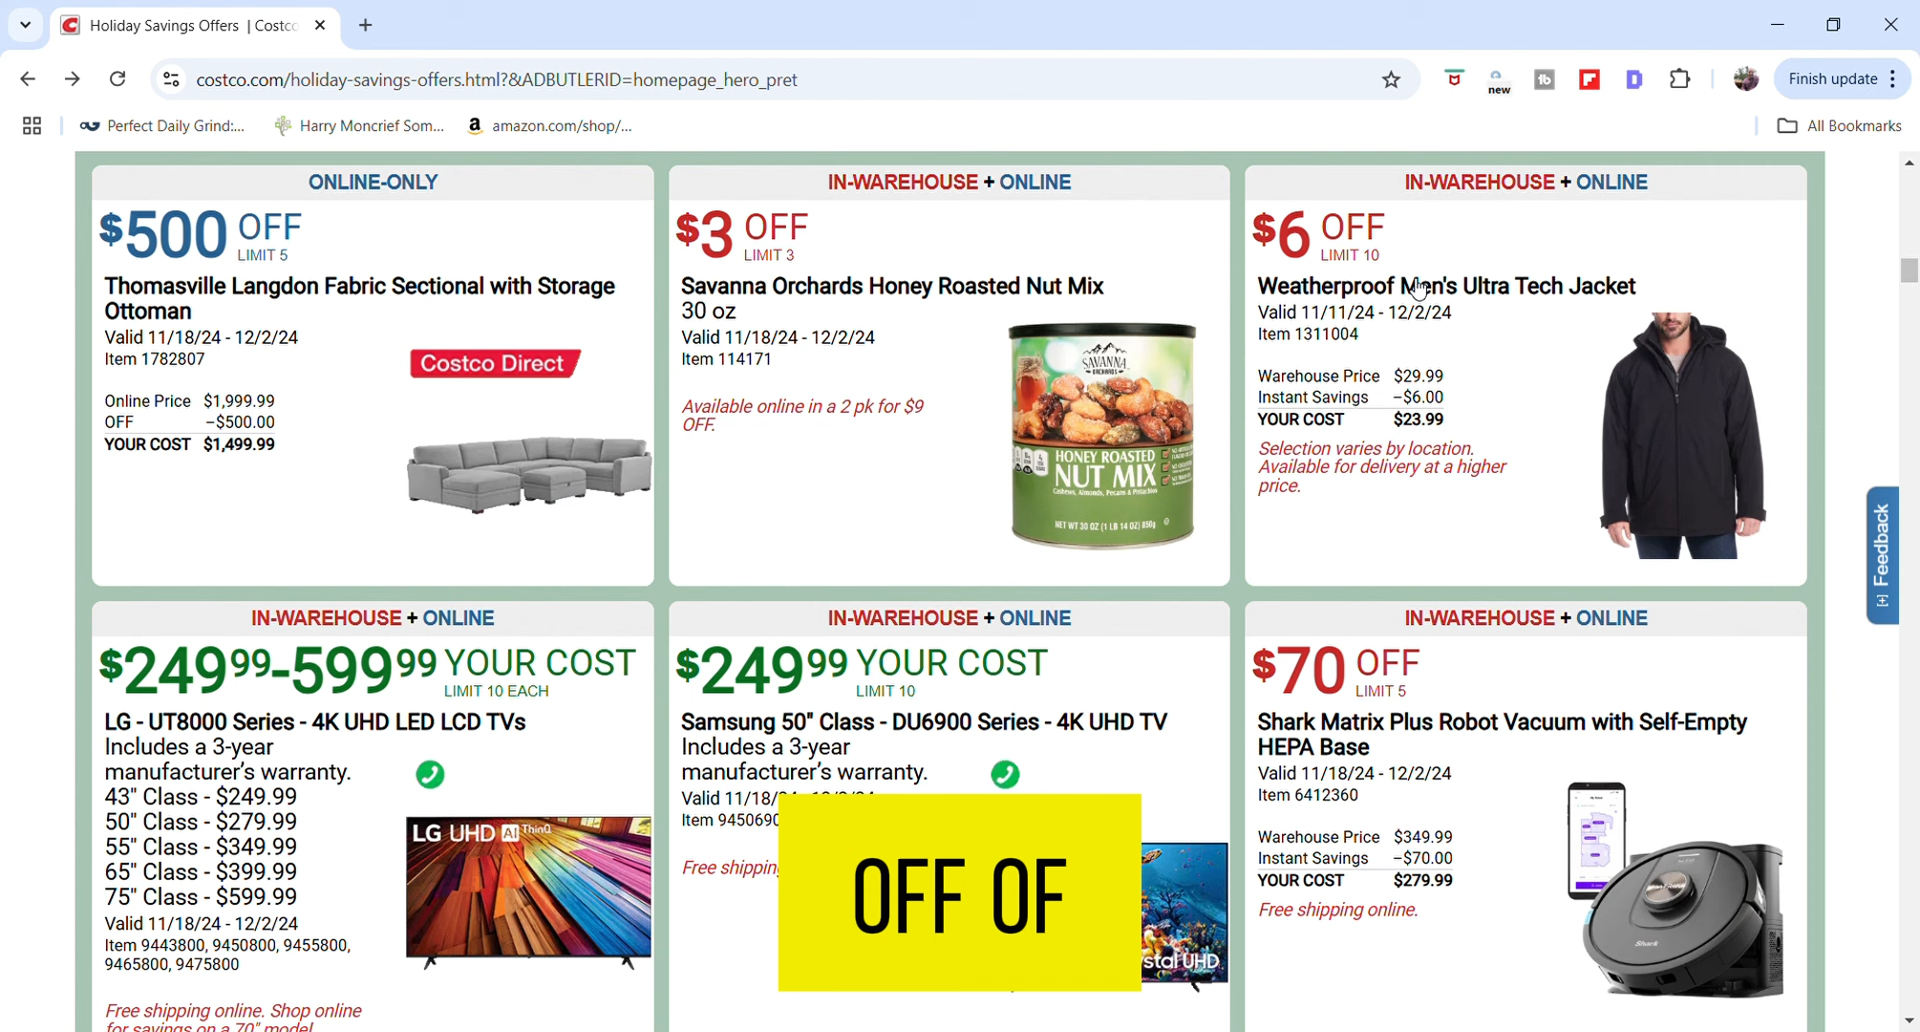 Holiday Savings Offers | Costco
costco.com/holiday-savings-offers.html?&ADBUTLERID=homepage_hero_pret
new
Finish update
Perfect Daily Grind:...
Harry Moncrief Som...
amazon.com/shop/...
All Bookmarks
ONLINE-ONLY
$500 OFF
LIMIT 5
Thomasville Langdon Fabric Sectional with Storage
Ottoman
Valid 11/18/24 - 12/2/24
Item 1782807
Costco Direct
Online Price $1,999.99
OFF -$500.00
YOUR COST $1,499.99
IN-WAREHOUSE + ONLINE
$3 OFF
LIMIT 3
Savanna Orchards Honey Roasted Nut Mix
30 oz
Valid 11/18/24 - 12/2/24
Item 114171
Available online in a 2 pk for $9
OFF.
SAVANNA
ORCHARDS
HONEY ROASTED
NUT MIX
Cashews, Almonds, Pecans & Pistachios
NET WT 30 OZ (1 LB 14 OZ) 850g
IN-WAREHOUSE + ONLINE
$6 OFF
LIMIT 10
Weatherproof Men's Ultra Tech Jacket
Valid 11/11/24 - 12/2/24
Item 1311004
Warehouse Price $29.99
Instant Savings -$6.00
YOUR COST $23.99
Selection varies by location.
Available for delivery at a higher
price.
[+] Feedback
IN-WAREHOUSE + ONLINE
$249.99-599.99 YOUR COST
LIMIT 10 EACH
LG - UT8000 Series - 4K UHD LED LCD TVs
Includes a 3-year
manufacturer's warranty.
43" Class - $249.99
50" Class - $279.99
55" Class - $349.99
65" Class - $399.99
75" Class - $599.99
Valid 11/18/24 - 12/2/24
Item 9443800, 9450800, 9455800,
9465800, 9475800
LG UHD AI ThinQ
Free shipping online. Shop online
for savings on a 70" model
IN-WAREHOUSE + ONLINE
$249.99 YOUR COST
LIMIT 10
Samsung 50" Class - DU6900 Series - 4K UHD TV
Includes a 3-year
manufacturer's warranty.
Valid 11/18/
Item 9450690
Free shipping
OFF OF
stal UHD
IN-WAREHOUSE + ONLINE
$70 OFF
LIMIT 5
Shark Matrix Plus Robot Vacuum with Self-Empty
HEPA Base
Valid 11/18/24 - 12/2/24
Item 6412360
Warehouse Price $349.99
Instant Savings -$70.00
YOUR COST $279.99
Free shipping online.
Shark